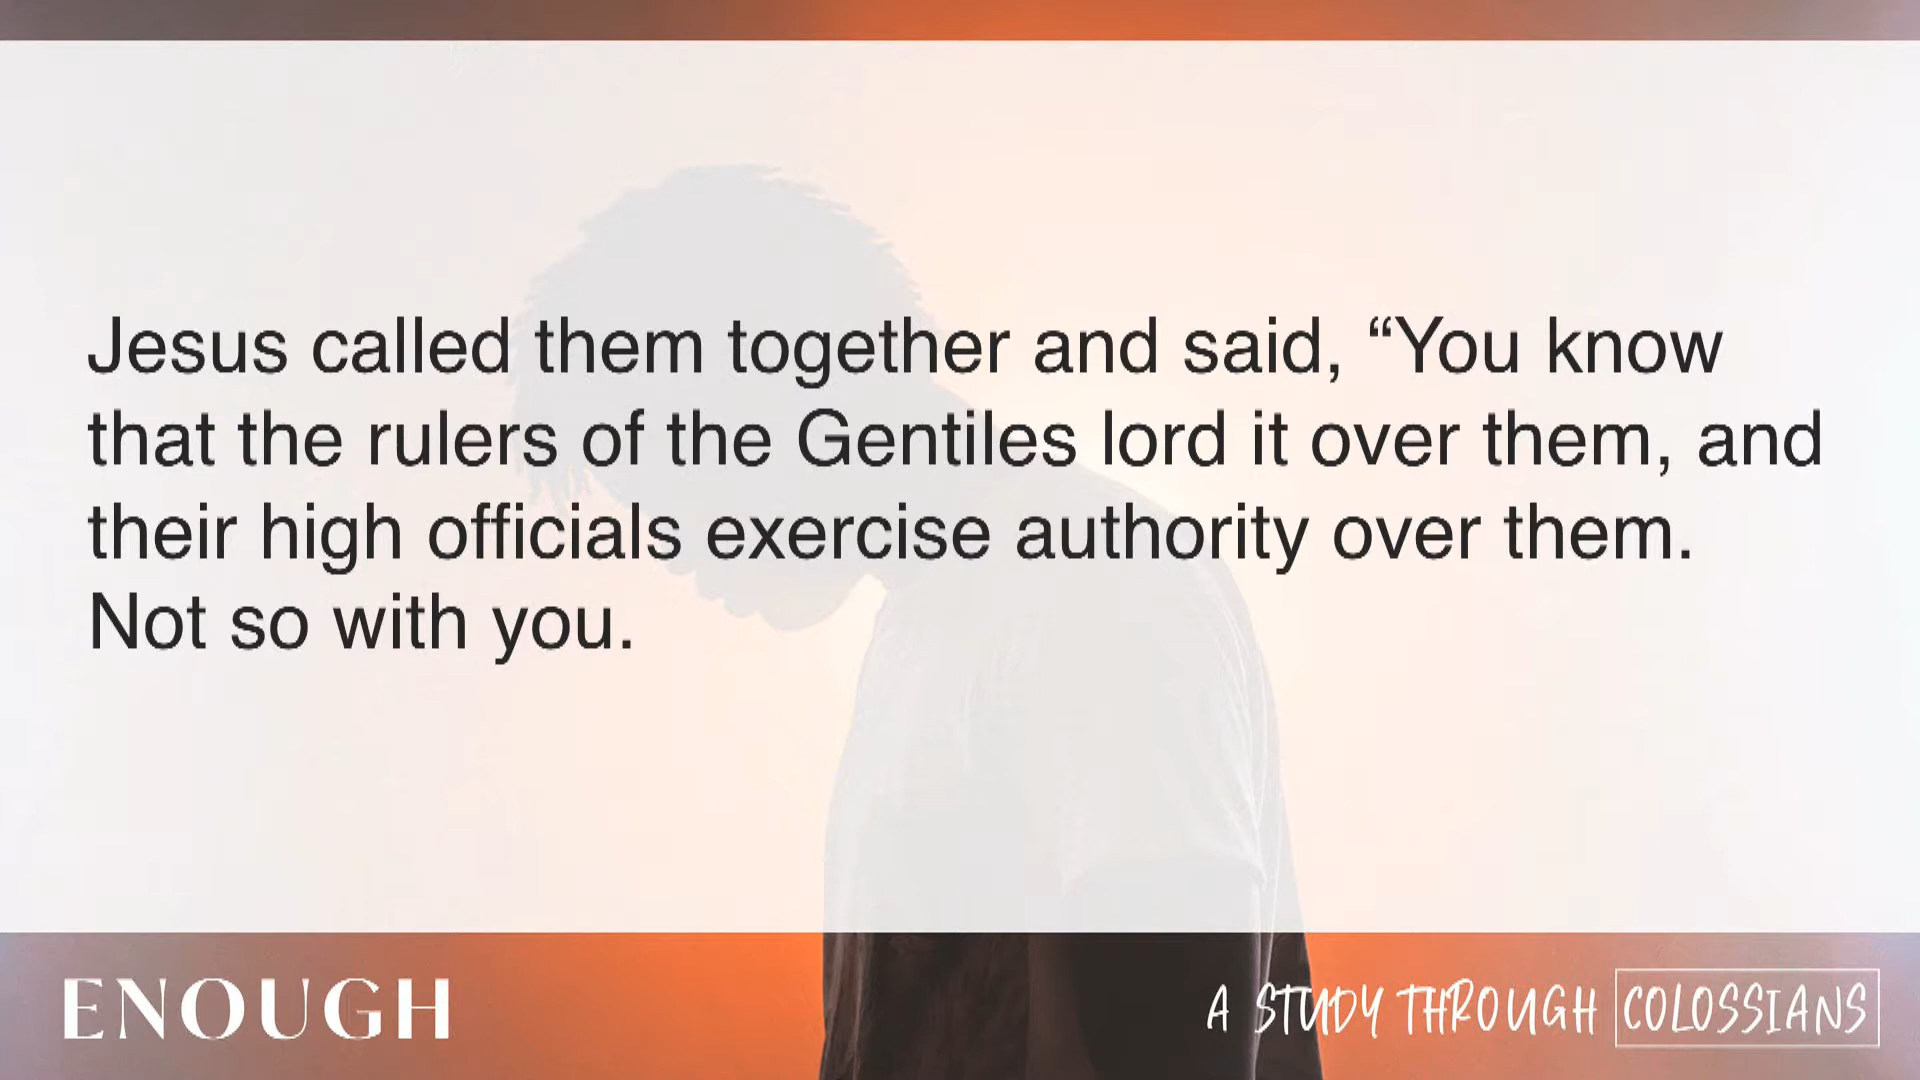 Jesus called them together and said, “You know
that the rulers of the Gentiles lord it over them, and
their high officials exercise authority over them.
Not so with you.
ENOUGH
A STUDY THROUGH COLOSSIANS